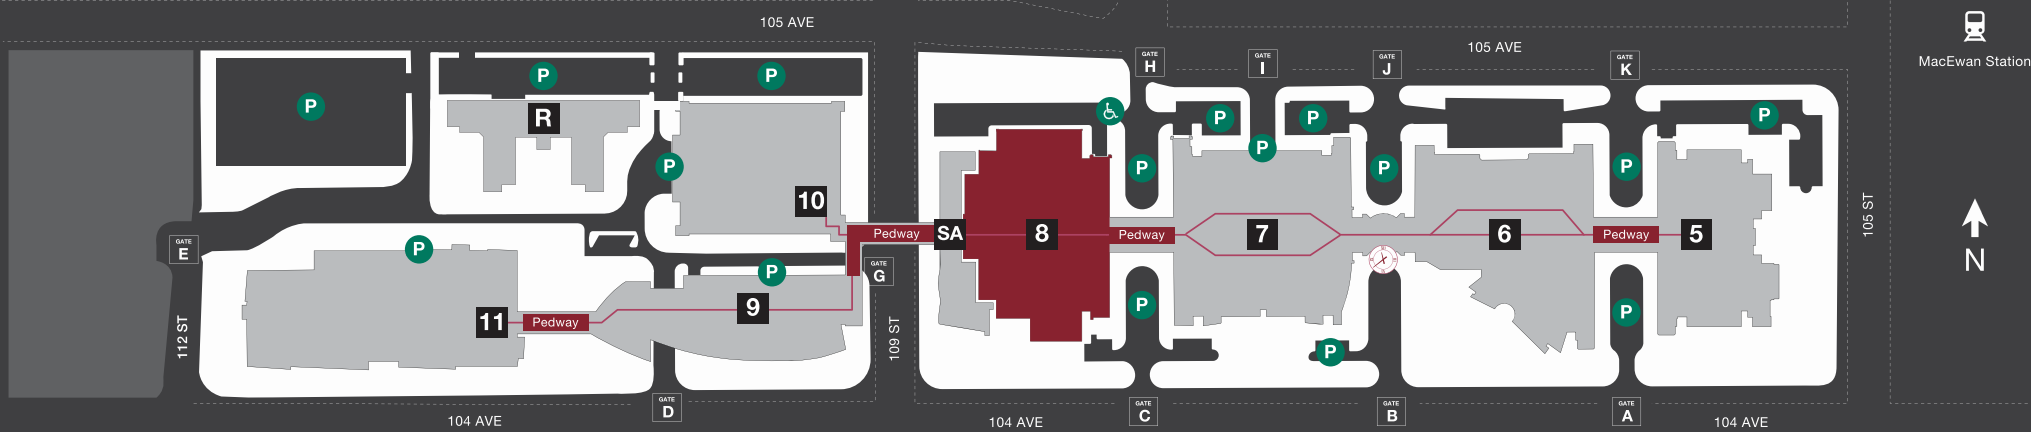 105 AVE
105 AVE
MacEwan Station
GATE
H
GATE
I
GATE
J
GATE
K
P
P
P
P
P
P
P
R
P
P
P
P
P
10
105 ST
GATE
E
P
Pedway
SA
8
Pedway
7
6
Pedway
5
N
GATE
G
P
9
11
Pedway
P
P
112 ST
109 ST
P
104 AVE
GATE
D
104 AVE
GATE
C
GATE
B
GATE
A
104 AVE